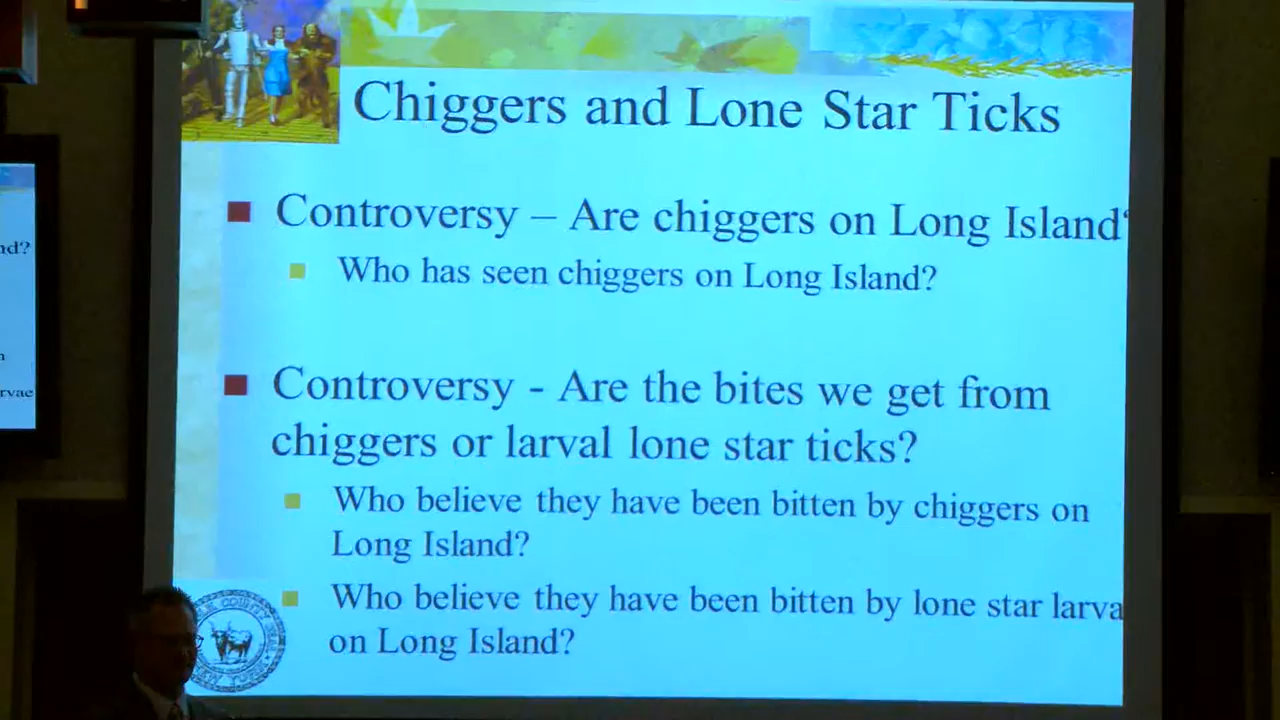 Chiggers and Lone Star Ticks
Controversy – Are chiggers on Long Island?
Who has seen chiggers on Long Island?
Controversy - Are the bites we get from
chiggers or larval lone star ticks?
Who believe they have been bitten by chiggers on
Long Island?
Who believe they have been bitten by lone star larva
on Long Island?
nd?
rvae